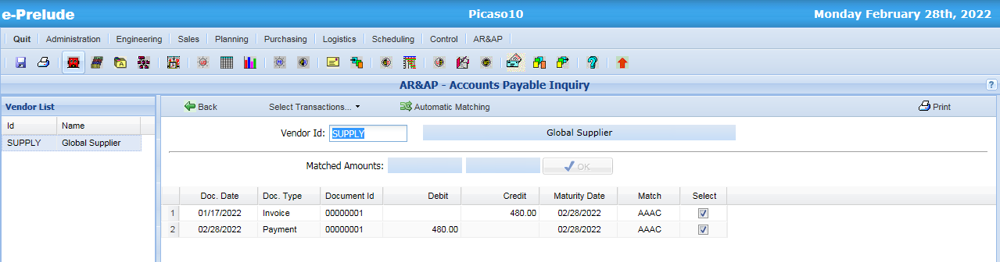 e-Prelude Picaso10 Monday February 28th, 2022
Quit Administration Engineering Sales Planning Purchasing Logistics Scheduling Control AR&AP
AR&AP - Accounts Payable Inquiry ?
Vendor List Back Select Transactions... Automatic Matching Print
Id Name
SUPPLY Global Supplier
Vendor Id: SUPPLY Global Supplier
Matched Amounts: OK
Doc. Date Doc. Type Document Id Debit Credit Maturity Date Match Select
1 01/17/2022 Invoice 00000001 480.00 02/28/2022 AAAC
2 02/28/2022 Payment 00000001 480.00 02/28/2022 AAAC